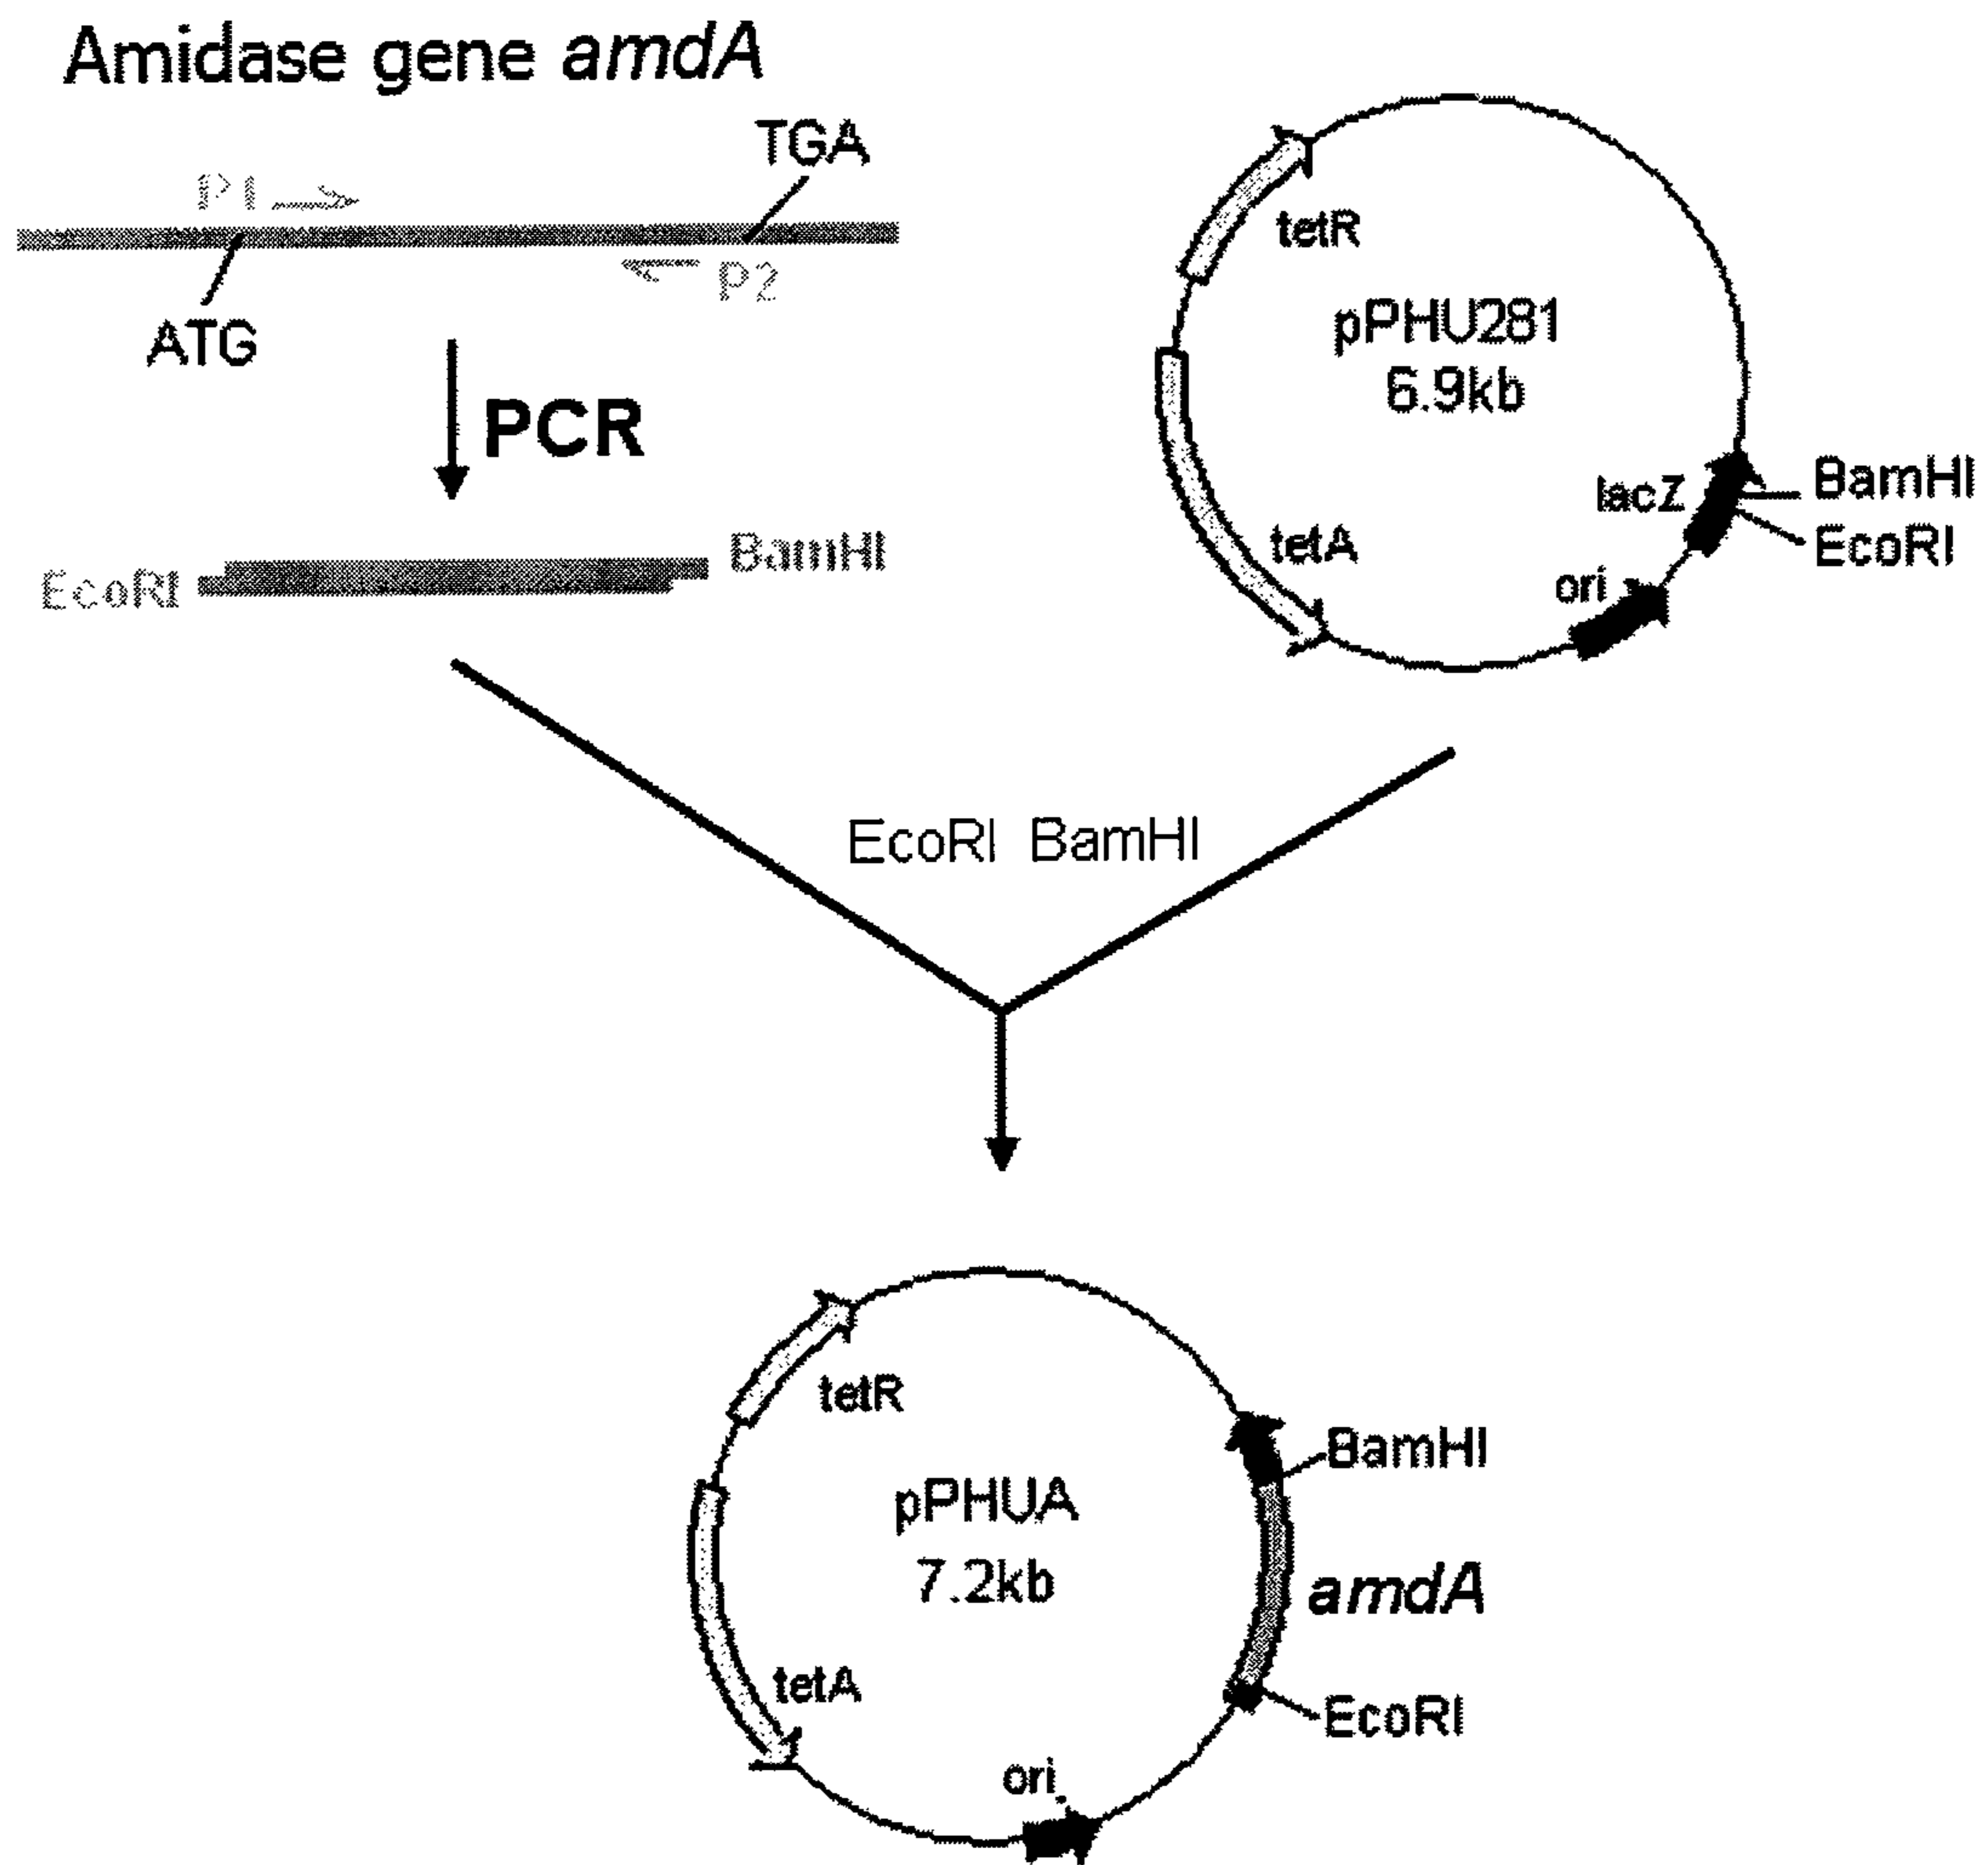 Amidase gene amdA
TGA
P1
P2
ATG
PCR
EcoRI
BamHI
tetR
pPHU281
6.9kb
lacZ
BamHI
EcoRI
tetA
ori
EcoRI BamHI
tetR
BamHI
pPHUA
7.2kb
amdA
tetA
EcoRI
ori